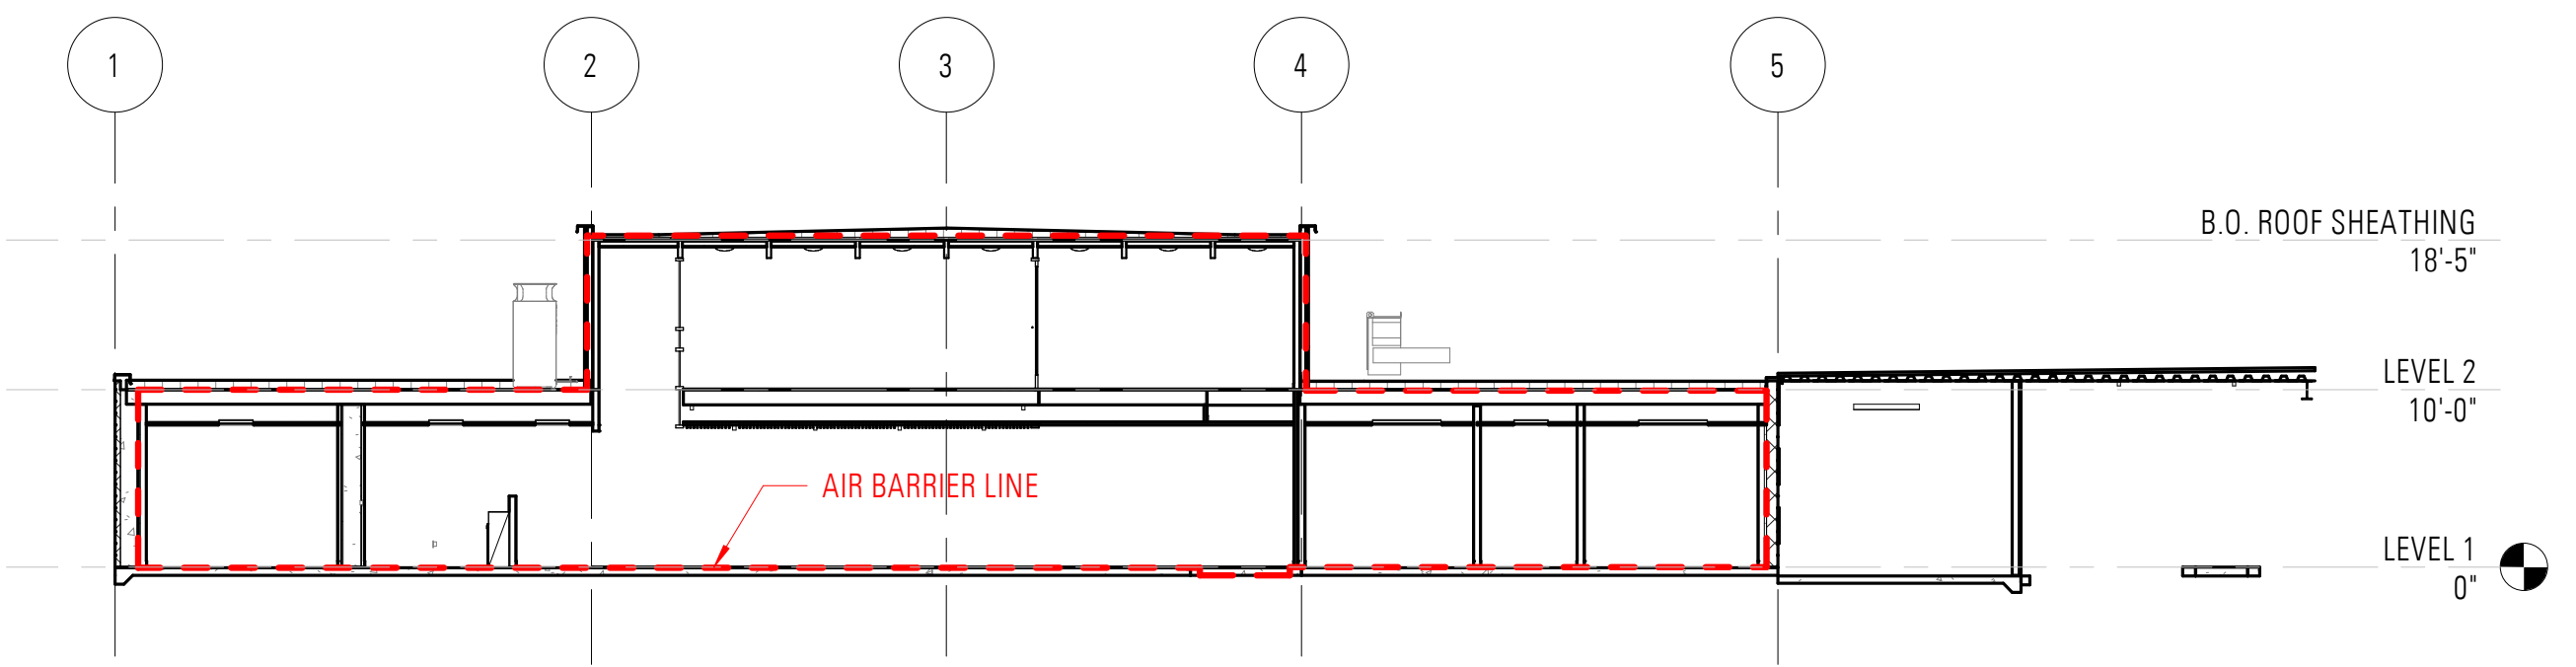 1
2
3
4
5
B.O. ROOF SHEATHING
18'-5"
LEVEL 2
10'-0"
AIR BARRIER LINE
LEVEL 1
0"